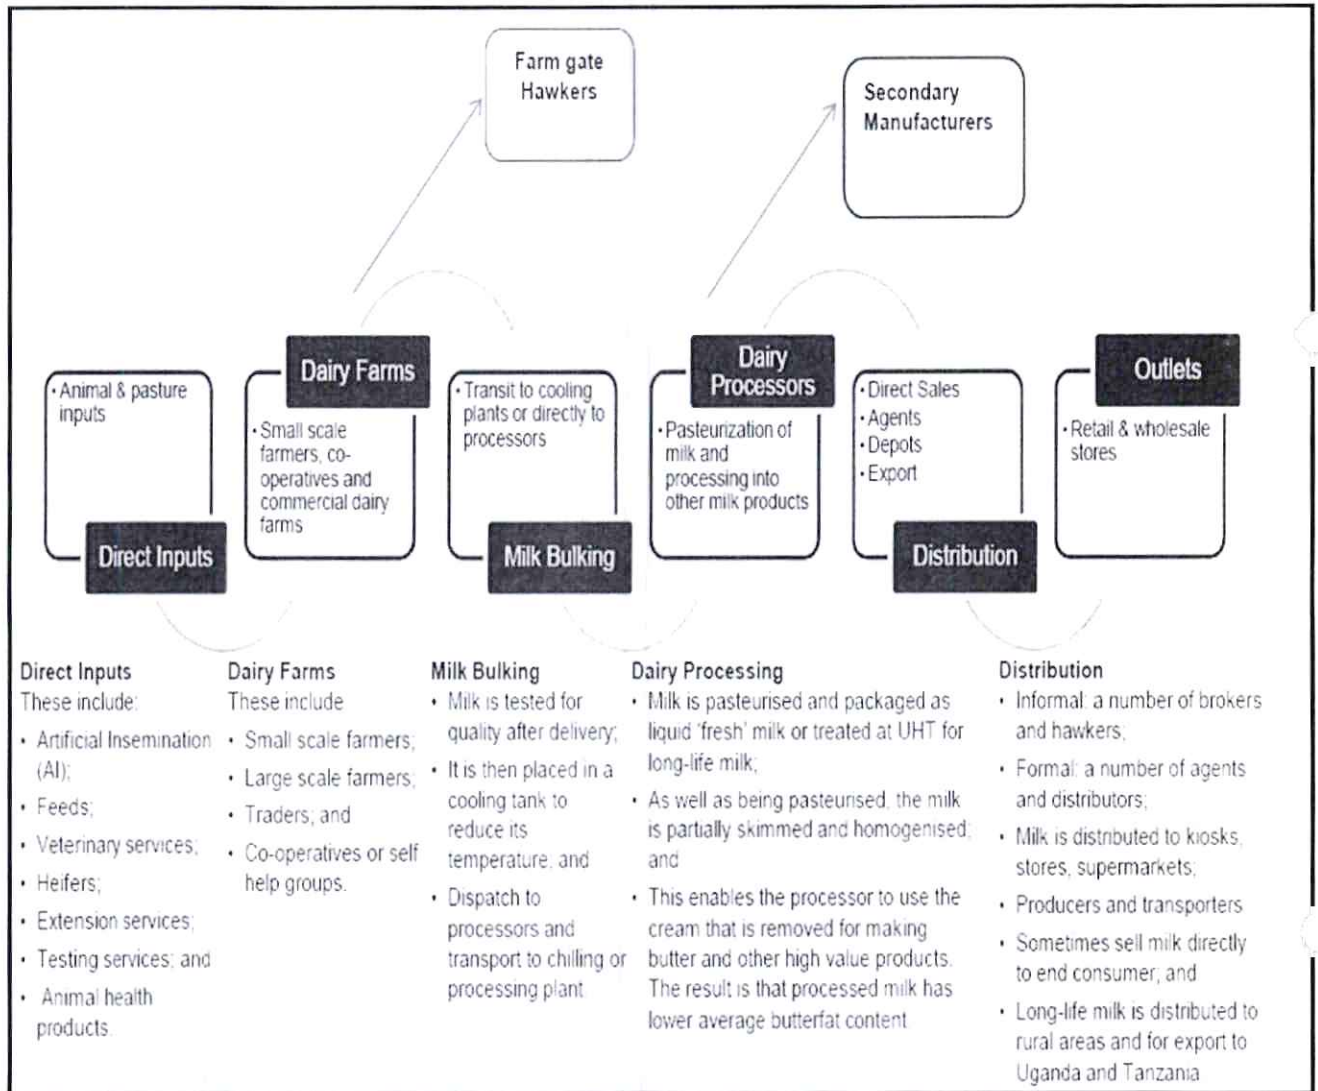 Farm gate
Hawkers
Secondary
Manufacturers
• Animal & pasture
inputs
Direct Inputs
Dairy Farms
• Small scale
farmers, co-
operatives and
commercial dairy
farms
• Transit to cooling
plants or directly to
processors
Milk Bulking
Dairy
Processors
• Pasteurization of
milk and
processing into
other milk products
• Direct Sales
• Agents
• Depots
• Export
Distribution
Outlets
• Retail & wholesale
stores
Direct Inputs
These include:
• Artificial Insemination
(AI);
• Feeds;
• Veterinary services;
• Heifers;
• Extension services;
• Testing services; and
• Animal health
products.
Dairy Farms
These include
• Small scale farmers;
• Large scale farmers;
• Traders; and
• Co-operatives or self
help groups.
Milk Bulking
• Milk is tested for
quality after delivery;
• It is then placed in a
cooling tank to
reduce its
temperature; and
• Dispatch to
processors and
transport to chilling or
processing plant
Dairy Processing
• Milk is pasteurised and packaged as
liquid 'fresh' milk or treated at UHT for
long-life milk;
• As well as being pasteurised, the milk
is partially skimmed and homogenised;
and
• This enables the processor to use the
cream that is removed for making
butter and other high value products.
The result is that processed milk has
lower average butterfat content
Distribution
• Informal: a number of brokers
and hawkers;
• Formal: a number of agents
and distributors;
• Milk is distributed to kiosks,
stores, supermarkets;
• Producers and transporters
• Sometimes sell milk directly
to end consumer; and
• Long-life milk is distributed to
rural areas and for export to
Uganda and Tanzania